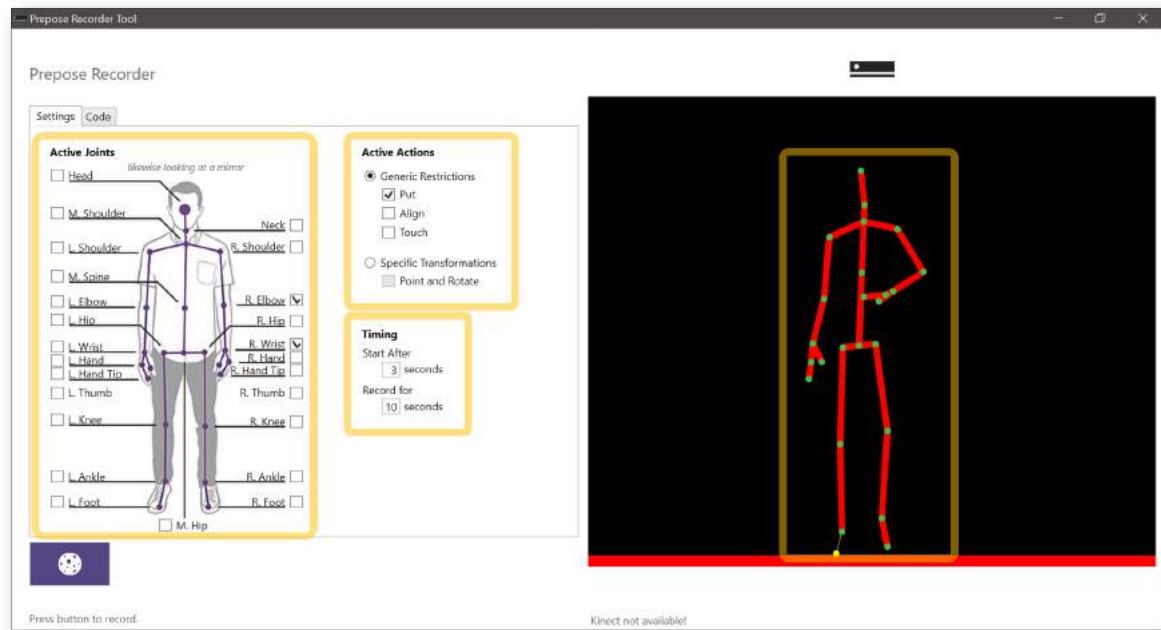 Prepose Recorder Tool
Prepose Recorder
Settings Code
Active Joints
likewise looking at a mirror
Head
M. Shoulder
Neck
L. Shoulder
R. Shoulder
M. Spine
L. Elbow
R. Elbow
L. Hip
R. Hip
L. Wrist
R. Wrist
L. Hand
R. Hand
L. Hand Tip
R. Hand Tip
L. Thumb
R. Thumb
L. Knee
R. Knee
L. Ankle
R. Ankle
L. Foot
R. Foot
M. Hip
Active Actions
Generic Restrictions
Put
Align
Touch
Specific Transformations
Point and Rotate
Timing
Start After
3 seconds
Record for
10 seconds
Press button to record.
Kinect not available!